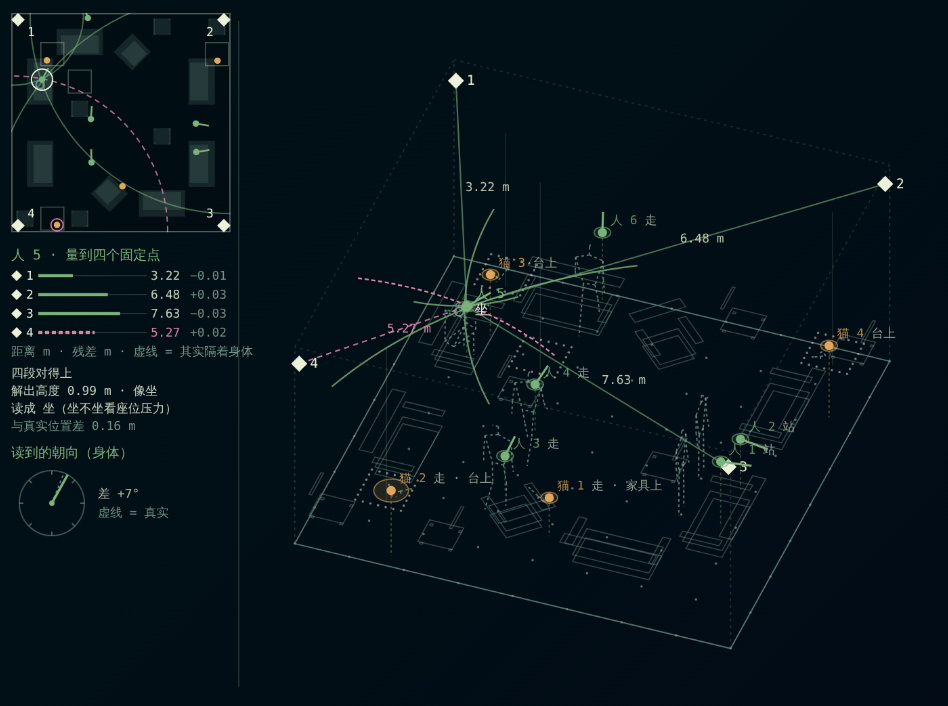 1
2
4
3
人 5 · 量到四个固定点
1 3.22 −0.01
2 6.48 +0.03
3 7.63 −0.03
4 5.27 +0.02
距离 m · 残差 m · 虚线 = 其实隔着身体
四段对得上
解出高度 0.99 m · 像坐
读成 坐（坐不坐看座位压力）
与真实位置差 0.16 m
读到的朝向（身体）
差 +7°
虚线 = 真实
1
3.22 m
2
人 6 走
6.48 m
猫 3 台上
人 5
坐
5.27 m
猫 4 台上
4
人 4 走
7.63 m
人 2 站
人 3 走
人 1 站
3
猫 2 走 · 台上
猫 1 走 · 家具上